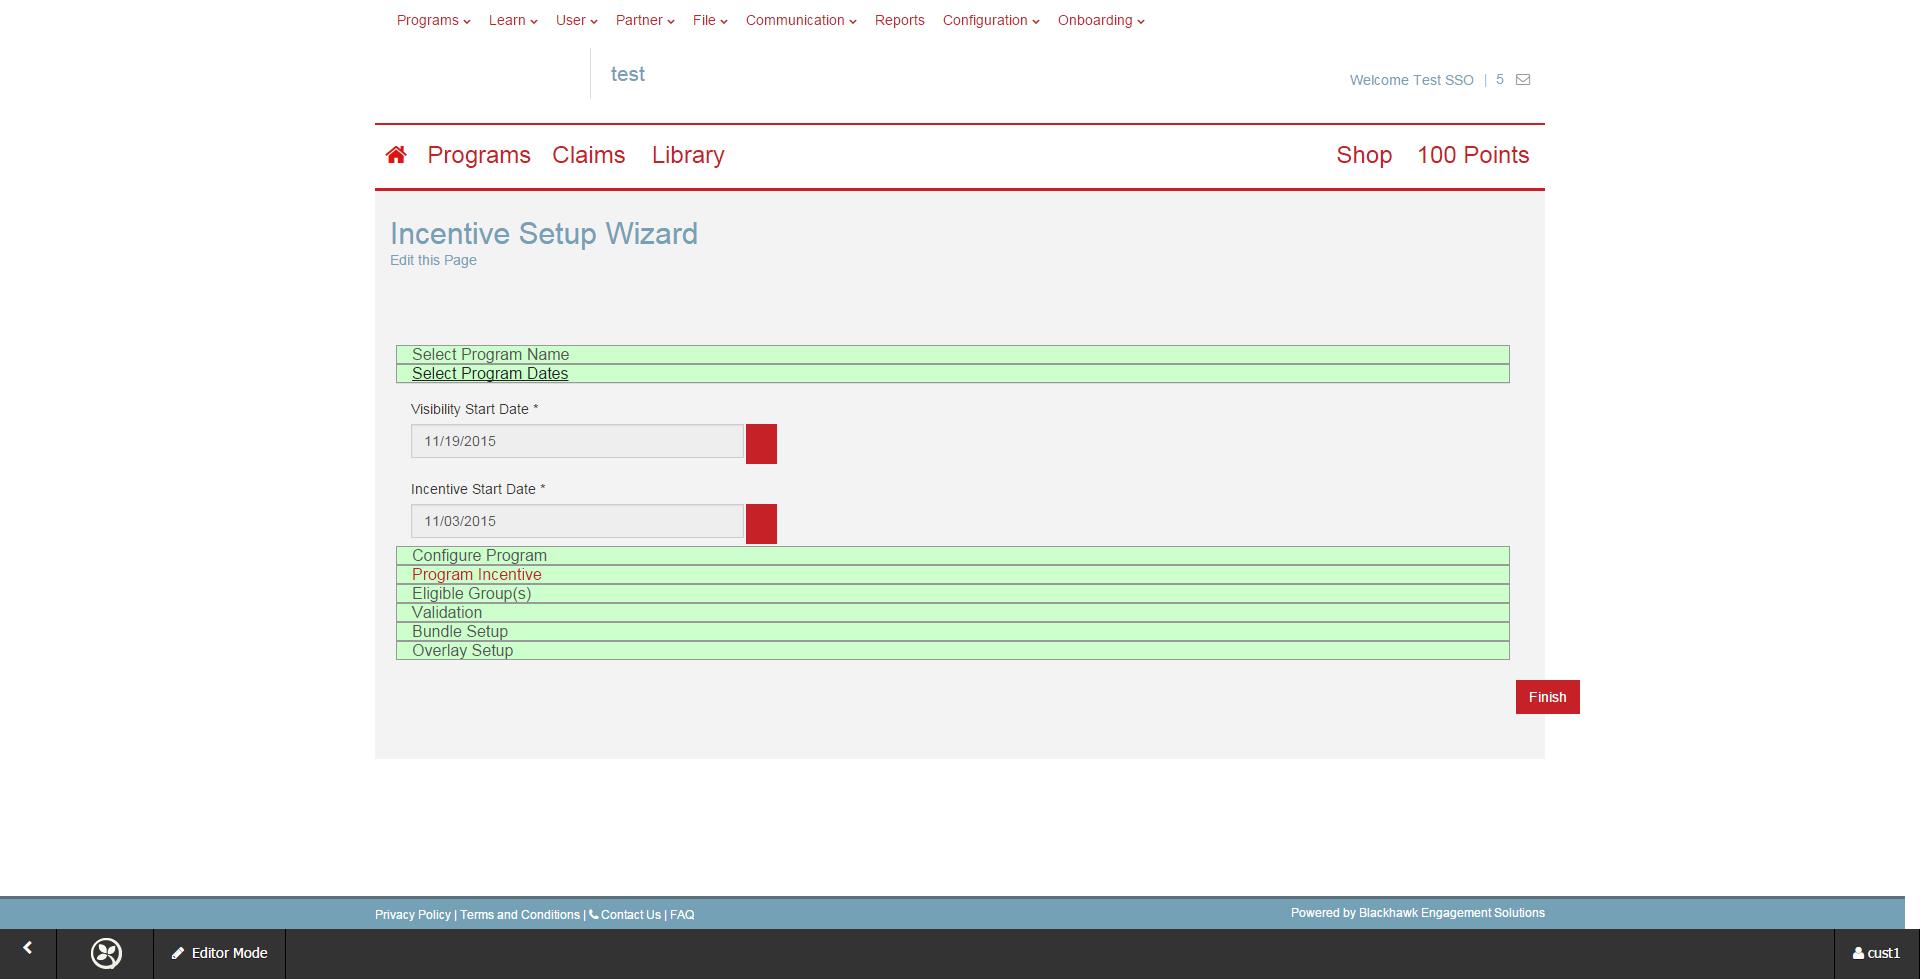 Programs Learn User Partner File Communication Reports Configuration Onboarding
test
Welcome Test SSO | 5
Programs Claims Library Shop 100 Points
Incentive Setup Wizard
Edit this Page
Select Program Name
Select Program Dates
Visibility Start Date *
11/19/2015
Incentive Start Date *
11/03/2015
Configure Program
Program Incentive
Eligible Group(s)
Validation
Bundle Setup
Overlay Setup
Finish
Privacy Policy | Terms and Conditions | Contact Us | FAQ Powered by Blackhawk Engagement Solutions
Editor Mode cust1